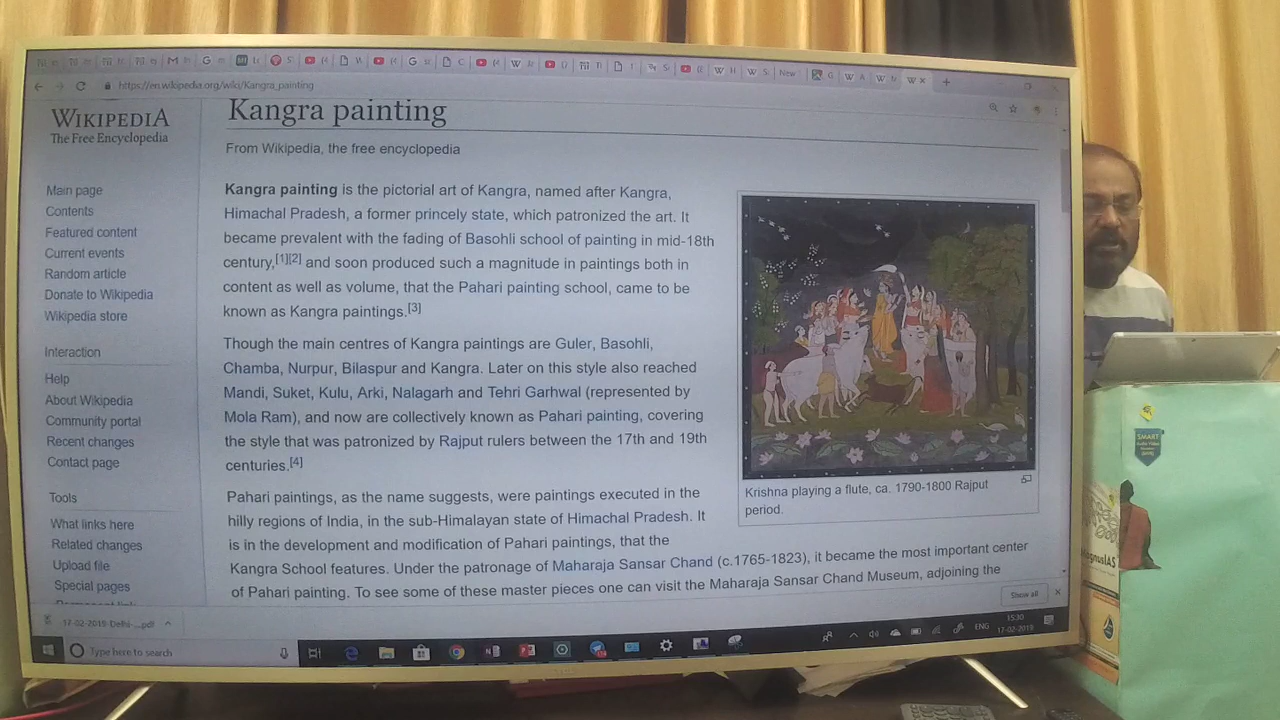 https://en.wikipedia.org/wiki/Kangra_painting
WIKIPEDIA
The Free Encyclopedia
Main page
Contents
Featured content
Current events
Random article
Donate to Wikipedia
Wikipedia store
Interaction
Help
About Wikipedia
Community portal
Recent changes
Contact page
Tools
What links here
Related changes
Upload file
Special pages
Kangra painting
From Wikipedia, the free encyclopedia
Kangra painting is the pictorial art of Kangra, named after Kangra,
Himachal Pradesh, a former princely state, which patronized the art. It
became prevalent with the fading of Basohli school of painting in mid-18th
century,[1][2] and soon produced such a magnitude in paintings both in
content as well as volume, that the Pahari painting school, came to be
known as Kangra paintings.[3]
Though the main centres of Kangra paintings are Guler, Basohli,
Chamba, Nurpur, Bilaspur and Kangra. Later on this style also reached
Mandi, Suket, Kulu, Arki, Nalagarh and Tehri Garhwal (represented by
Mola Ram), and now are collectively known as Pahari painting, covering
the style that was patronized by Rajput rulers between the 17th and 19th
centuries.[4]
Pahari paintings, as the name suggests, were paintings executed in the
hilly regions of India, in the sub-Himalayan state of Himachal Pradesh. It
is in the development and modification of Pahari paintings, that the
Kangra School features. Under the patronage of Maharaja Sansar Chand (c.1765-1823), it became the most important center
of Pahari painting. To see some of these master pieces one can visit the Maharaja Sansar Chand Museum, adjoining the
Krishna playing a flute, ca. 1790-1800 Rajput
period.
Show all
17-02-2019-Delhi-....pdf
Type here to search
ENG
15:30
17-02-2019
SMART